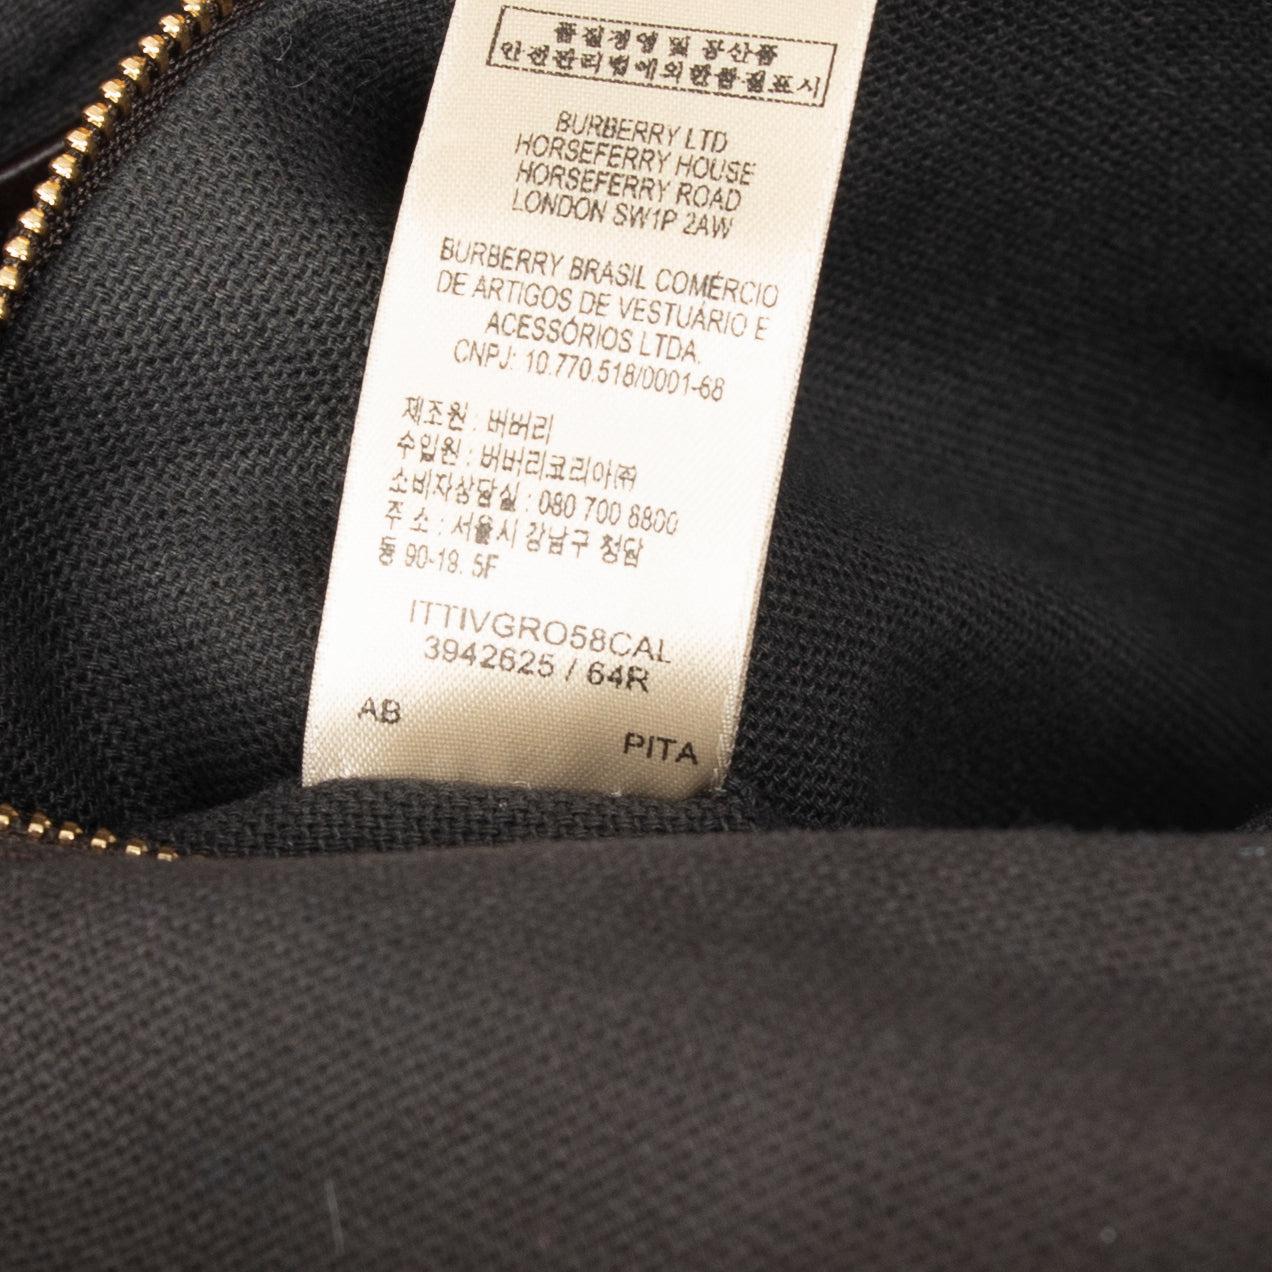 품질경영 및 공산품
안전관리법에의한품질표시
BURBERRY LTD
HORSEFERRY HOUSE
HORSEFERRY ROAD
LONDON SW1P 2AW
BURBERRY BRASIL COMÉRCIO
DE ARTIGOS DE VESTUÁRIO E
ACESSÓRIOS LTDA.
CNPJ: 10.770.518/0001-68
제조원 : 버버리
수입원 : 버버리코리아㈜
소비자상담실 : 080 700 8800
주 소 : 서울시 강남구 청담
동 90-18. 5F
ITTIVGRO58CAL
3942625 / 64R
AB
PITA